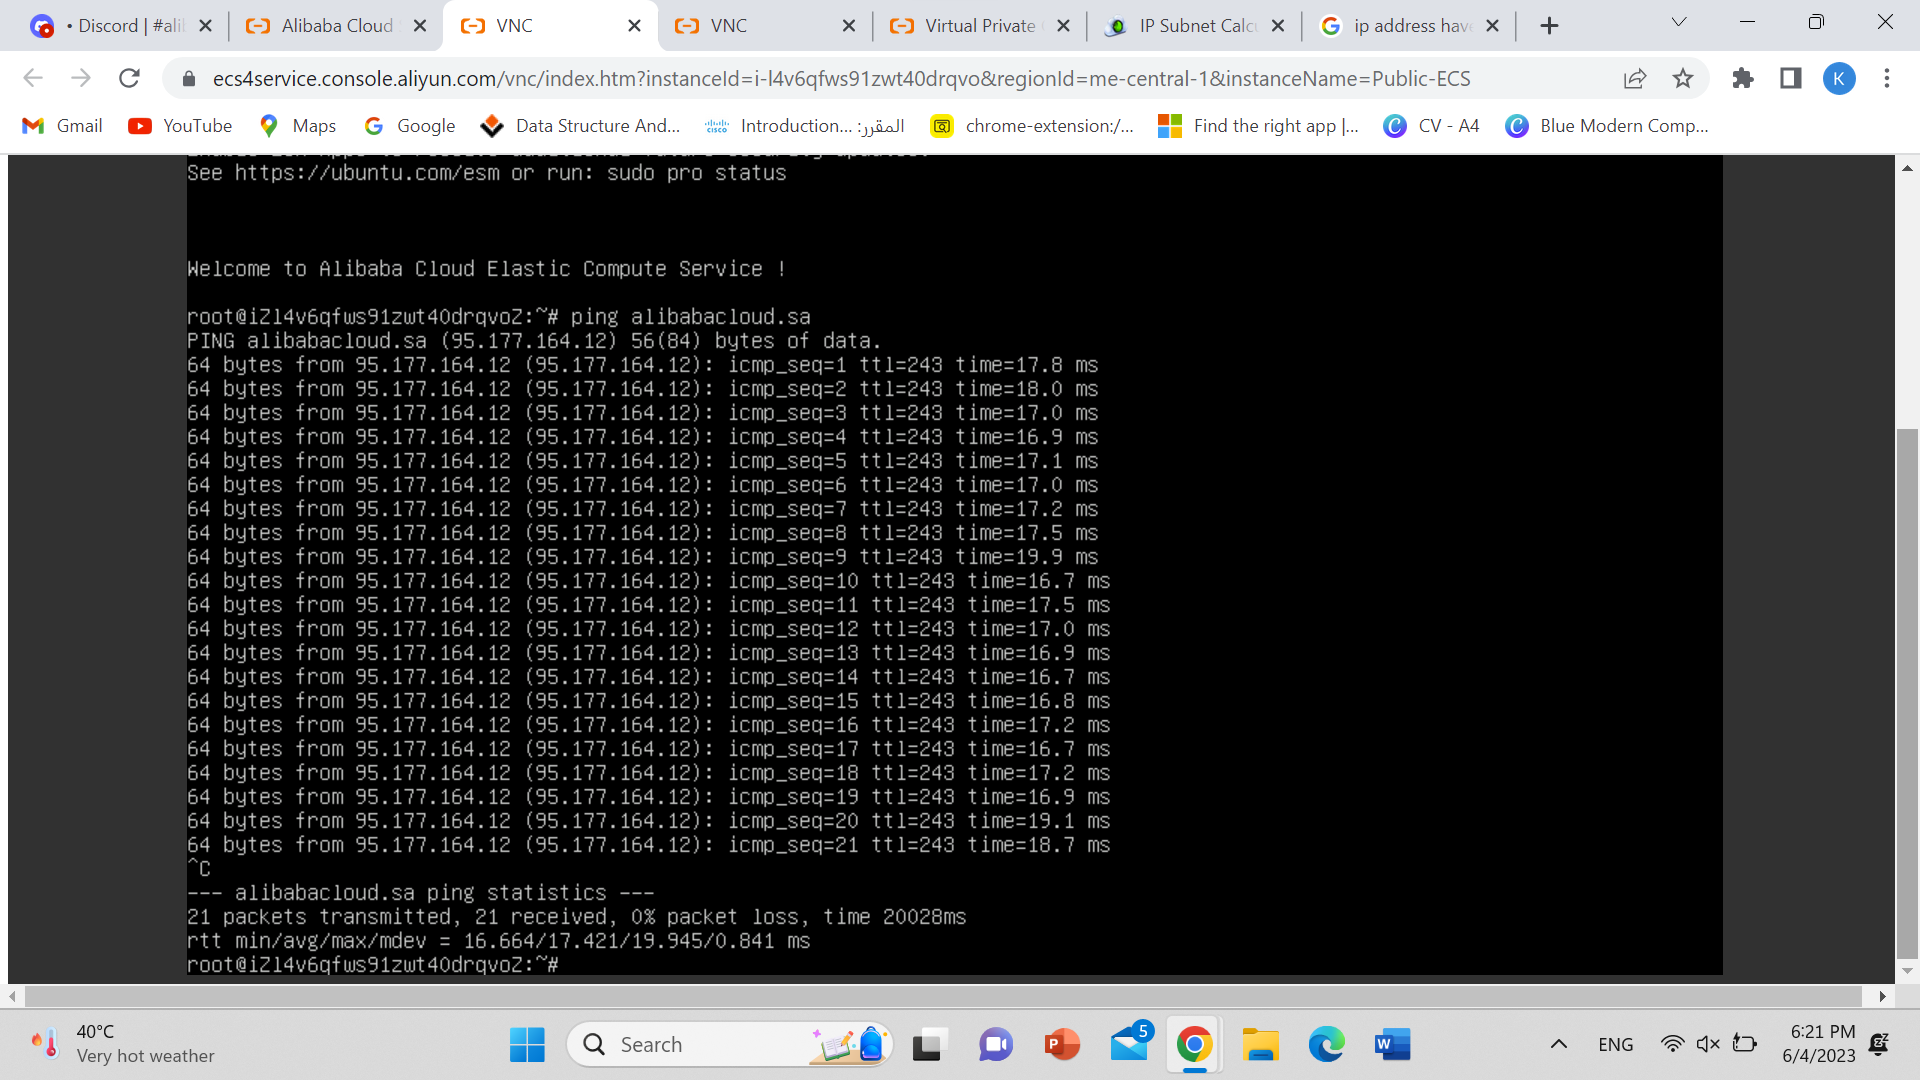 • Discord | #ali
Alibaba Cloud
VNC
VNC
Virtual Private
IP Subnet Calc
ip address have
ecs4service.console.aliyun.com/vnc/index.htm?instanceId=i-l4v6qfws91zwt40drqvo&regionId=me-central-1&instanceName=Public-ECS
K
Gmail
YouTube
Maps
Google
Data Structure And...
Introduction... :المقرر
chrome-extension:/...
Find the right app |...
CV - A4
Blue Modern Comp...
See https://ubuntu.com/esm or run: sudo pro status
Welcome to Alibaba Cloud Elastic Compute Service !
root@iZl4v6qfws91zwt40drqvoZ:~# ping alibabacloud.sa
PING alibabacloud.sa (95.177.164.12) 56(84) bytes of data.
64 bytes from 95.177.164.12 (95.177.164.12): icmp_seq=1 ttl=243 time=17.8 ms
64 bytes from 95.177.164.12 (95.177.164.12): icmp_seq=2 ttl=243 time=18.0 ms
64 bytes from 95.177.164.12 (95.177.164.12): icmp_seq=3 ttl=243 time=17.0 ms
64 bytes from 95.177.164.12 (95.177.164.12): icmp_seq=4 ttl=243 time=16.9 ms
64 bytes from 95.177.164.12 (95.177.164.12): icmp_seq=5 ttl=243 time=17.1 ms
64 bytes from 95.177.164.12 (95.177.164.12): icmp_seq=6 ttl=243 time=17.0 ms
64 bytes from 95.177.164.12 (95.177.164.12): icmp_seq=7 ttl=243 time=17.2 ms
64 bytes from 95.177.164.12 (95.177.164.12): icmp_seq=8 ttl=243 time=17.5 ms
64 bytes from 95.177.164.12 (95.177.164.12): icmp_seq=9 ttl=243 time=19.9 ms
64 bytes from 95.177.164.12 (95.177.164.12): icmp_seq=10 ttl=243 time=16.7 ms
64 bytes from 95.177.164.12 (95.177.164.12): icmp_seq=11 ttl=243 time=17.5 ms
64 bytes from 95.177.164.12 (95.177.164.12): icmp_seq=12 ttl=243 time=17.0 ms
64 bytes from 95.177.164.12 (95.177.164.12): icmp_seq=13 ttl=243 time=16.9 ms
64 bytes from 95.177.164.12 (95.177.164.12): icmp_seq=14 ttl=243 time=16.7 ms
64 bytes from 95.177.164.12 (95.177.164.12): icmp_seq=15 ttl=243 time=16.8 ms
64 bytes from 95.177.164.12 (95.177.164.12): icmp_seq=16 ttl=243 time=17.2 ms
64 bytes from 95.177.164.12 (95.177.164.12): icmp_seq=17 ttl=243 time=16.7 ms
64 bytes from 95.177.164.12 (95.177.164.12): icmp_seq=18 ttl=243 time=17.2 ms
64 bytes from 95.177.164.12 (95.177.164.12): icmp_seq=19 ttl=243 time=16.9 ms
64 bytes from 95.177.164.12 (95.177.164.12): icmp_seq=20 ttl=243 time=19.1 ms
64 bytes from 95.177.164.12 (95.177.164.12): icmp_seq=21 ttl=243 time=18.7 ms
^C
--- alibabacloud.sa ping statistics ---
21 packets transmitted, 21 received, 0% packet loss, time 20028ms
rtt min/avg/max/mdev = 16.664/17.421/19.945/0.841 ms
root@iZl4v6qfws91zwt40drqvoZ:~#
40°C
Very hot weather
Search
5
ENG
6:21 PM
6/4/2023